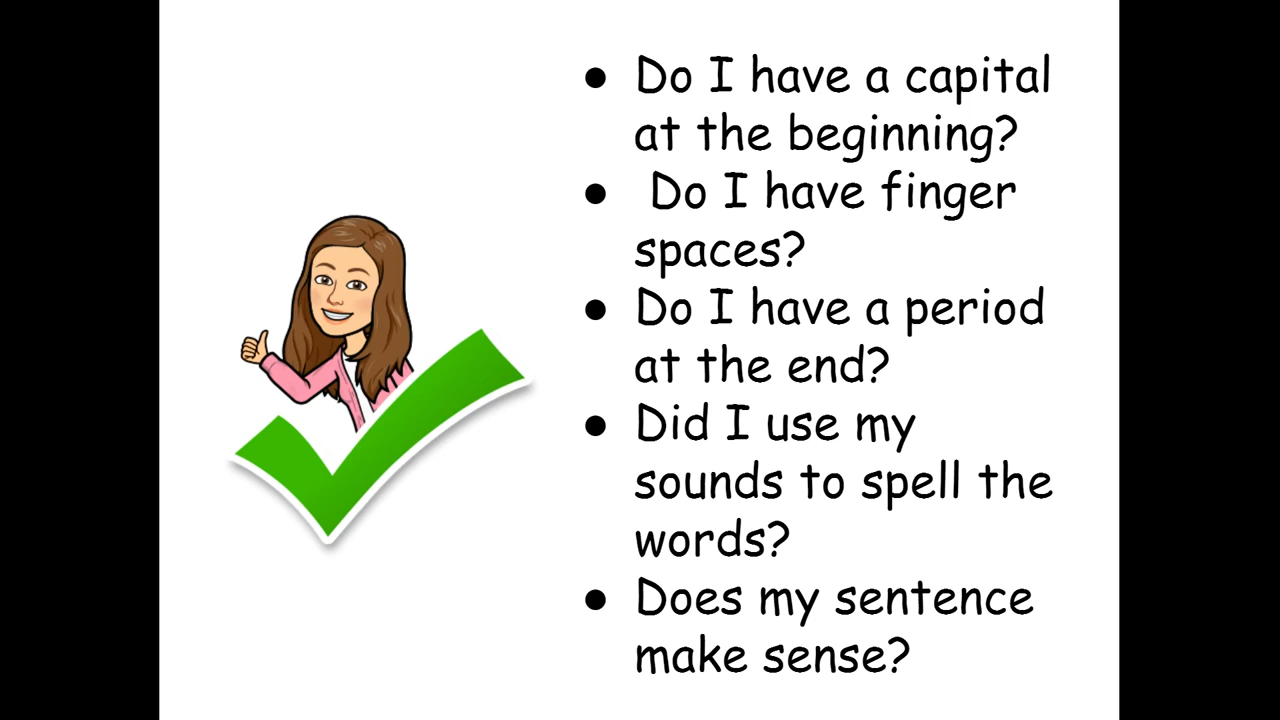 ● Do I have a capital
at the beginning?
● Do I have finger
spaces?
● Do I have a period
at the end?
● Did I use my
sounds to spell the
words?
● Does my sentence
make sense?